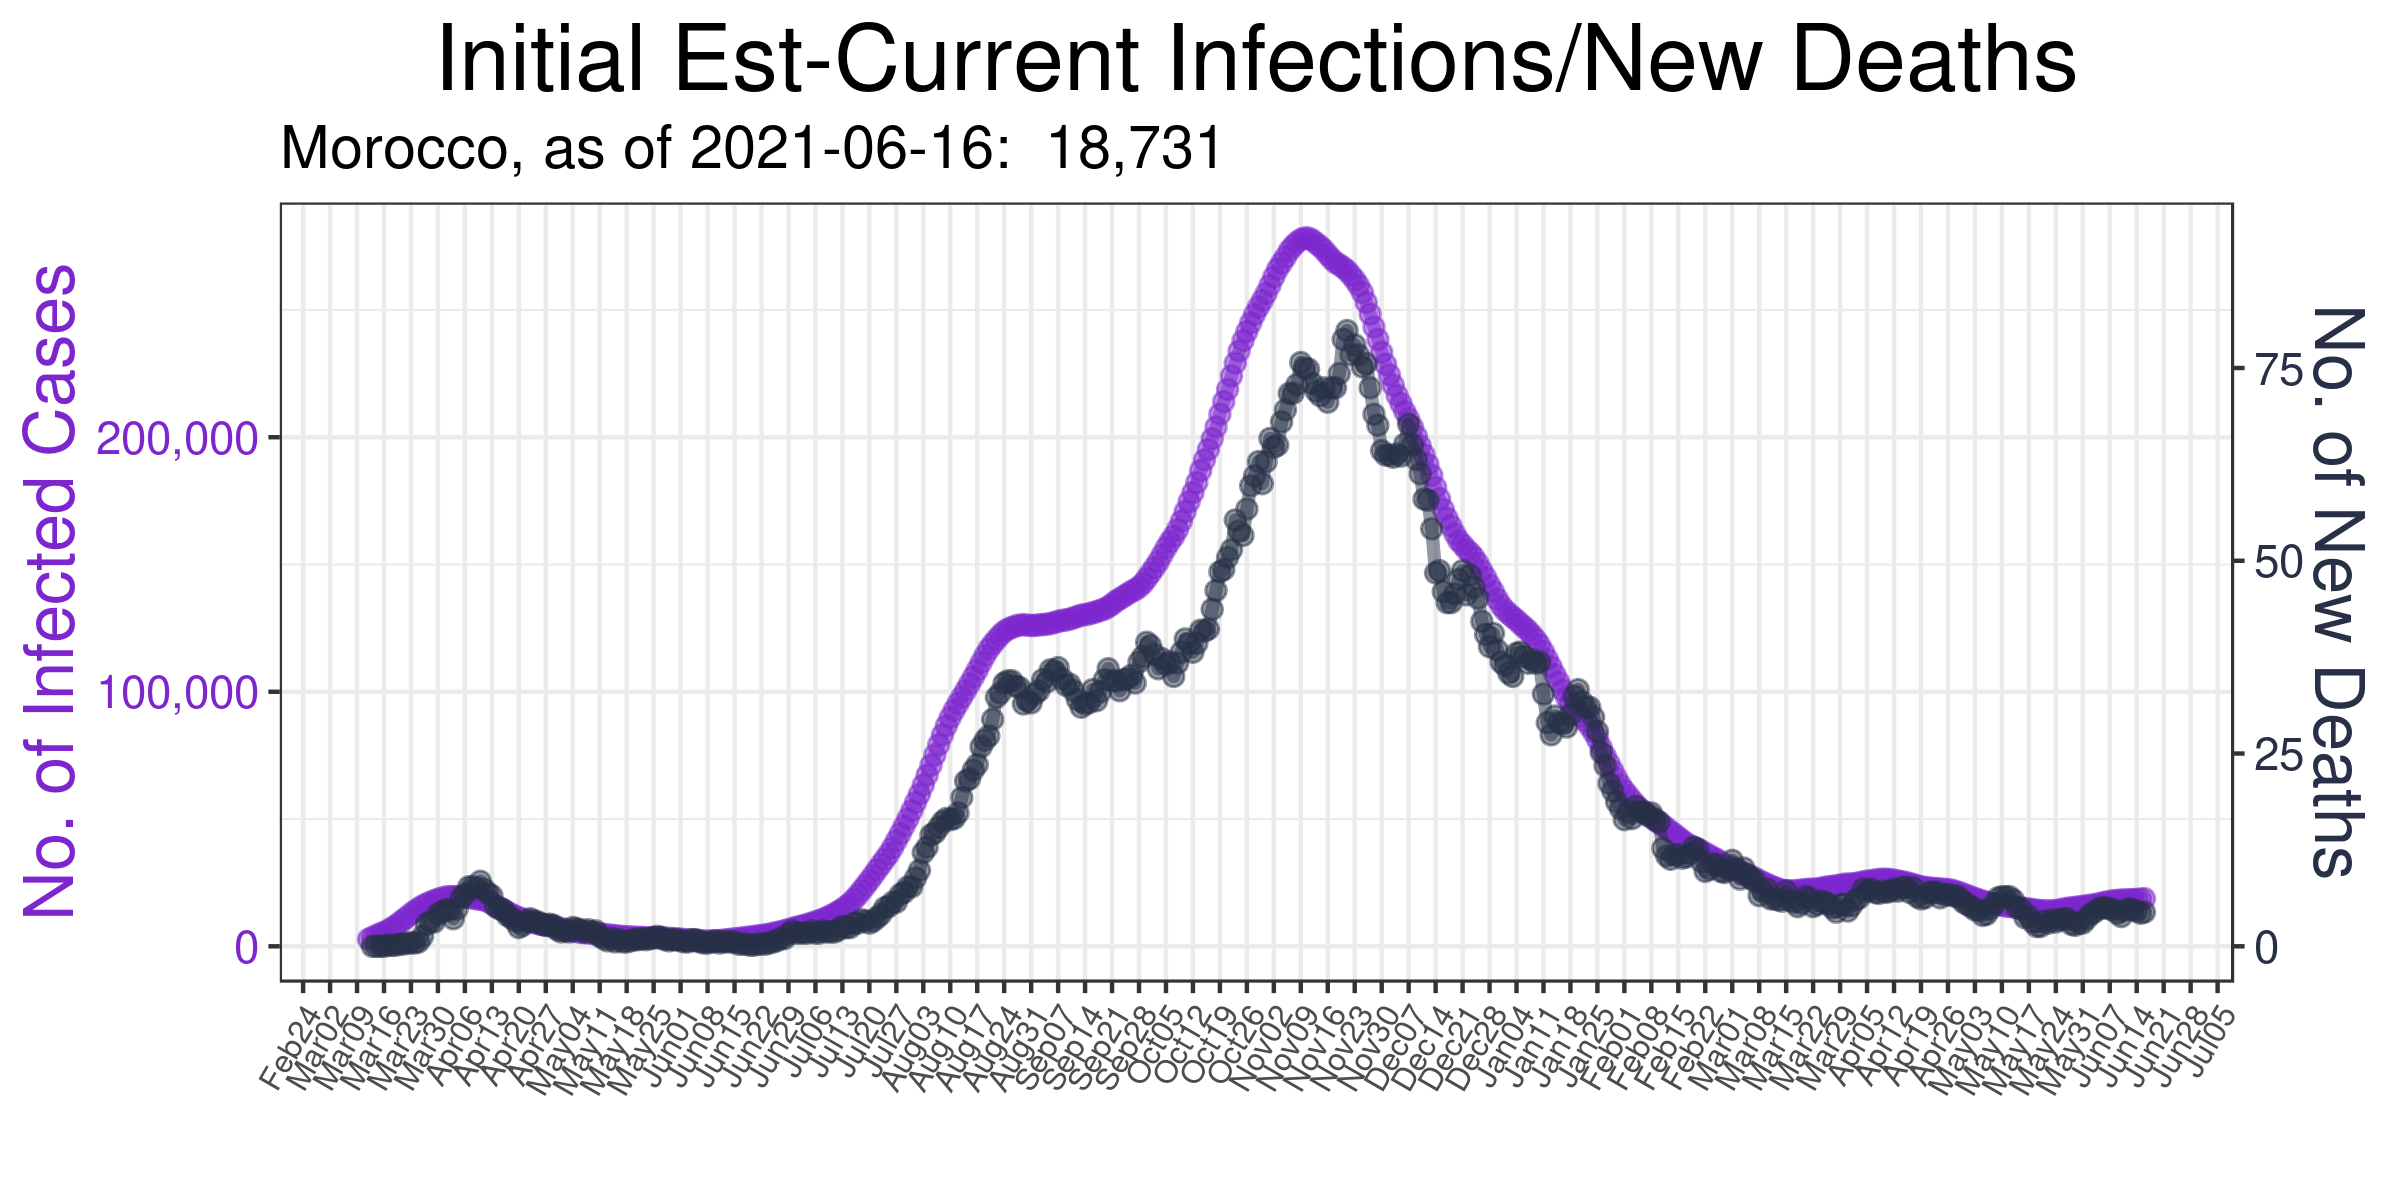 Initial Est-Current Infections/New Deaths
Morocco, as of 2021-06-16:  18,731
No. of Infected Cases
200,000
100,000
0
75
50
25
0
No. of New Deaths
Feb24
Mar02
Mar09
Mar16
Mar23
Mar30
Apr06
Apr13
Apr20
Apr27
May04
May11
May18
May25
Jun01
Jun08
Jun15
Jun22
Jun29
Jul06
Jul13
Jul20
Jul27
Aug03
Aug10
Aug17
Aug24
Aug31
Sep07
Sep14
Sep21
Sep28
Oct05
Oct12
Oct19
Oct26
Nov02
Nov09
Nov16
Nov23
Nov30
Dec07
Dec14
Dec21
Dec28
Jan04
Jan11
Jan18
Jan25
Feb01
Feb08
Feb15
Feb22
Mar01
Mar08
Mar15
Mar22
Mar29
Apr05
Apr12
Apr19
Apr26
May03
May10
May17
May24
May31
Jun07
Jun14
Jun21
Jun28
Jul05